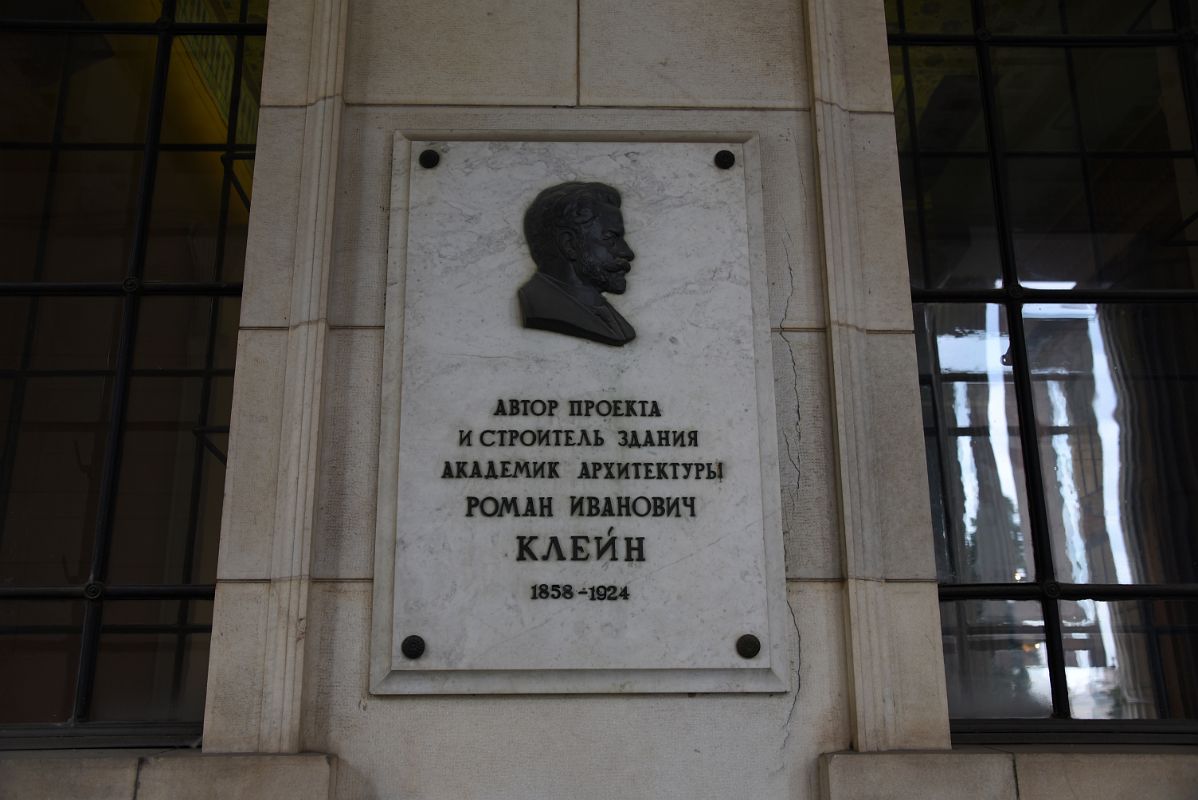 АВТОР ПРОЕКТА
И СТРОИТЕЛЬ ЗДАНИЯ
АКАДЕМИК АРХИТЕКТУРЫ
РОМАН ИВАНОВИЧ
КЛЕЙН
1858-1924